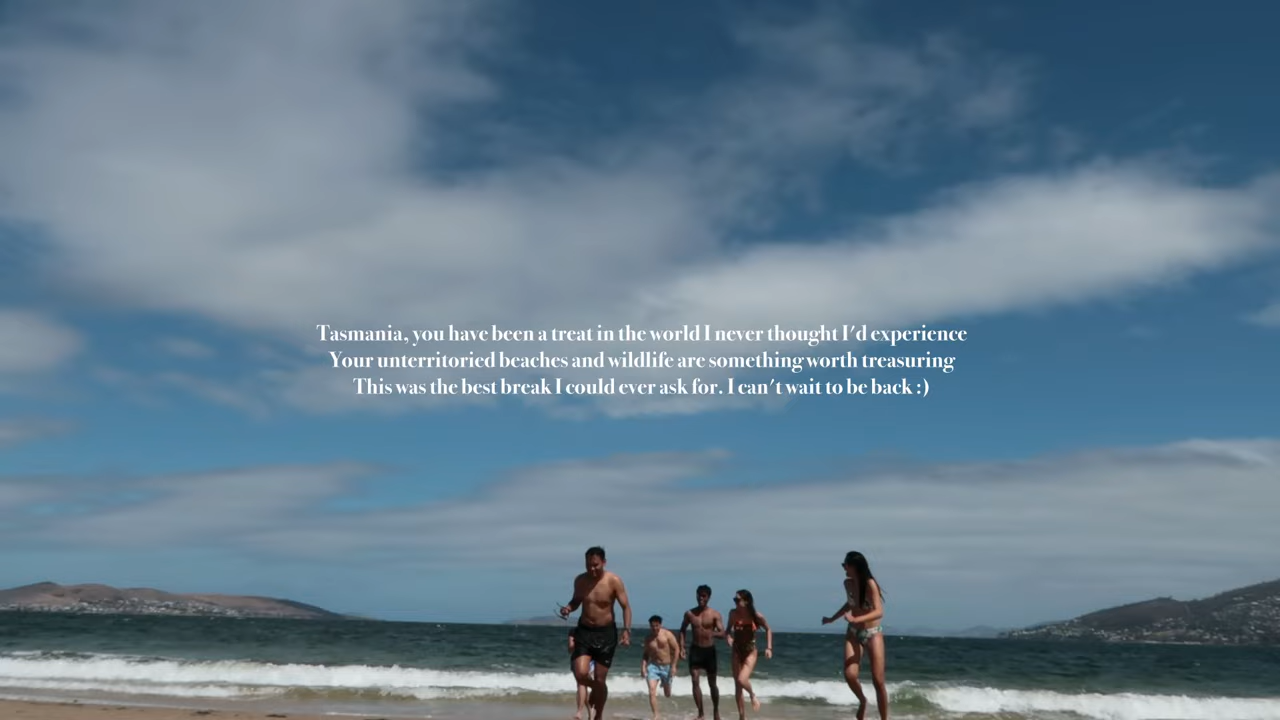 Tasmania, you have been a treat in the world I never thought I'd experience
Your unterritoried beaches and wildlife are something worth treasuring
This was the best break I could ever ask for. I can't wait to be back :)